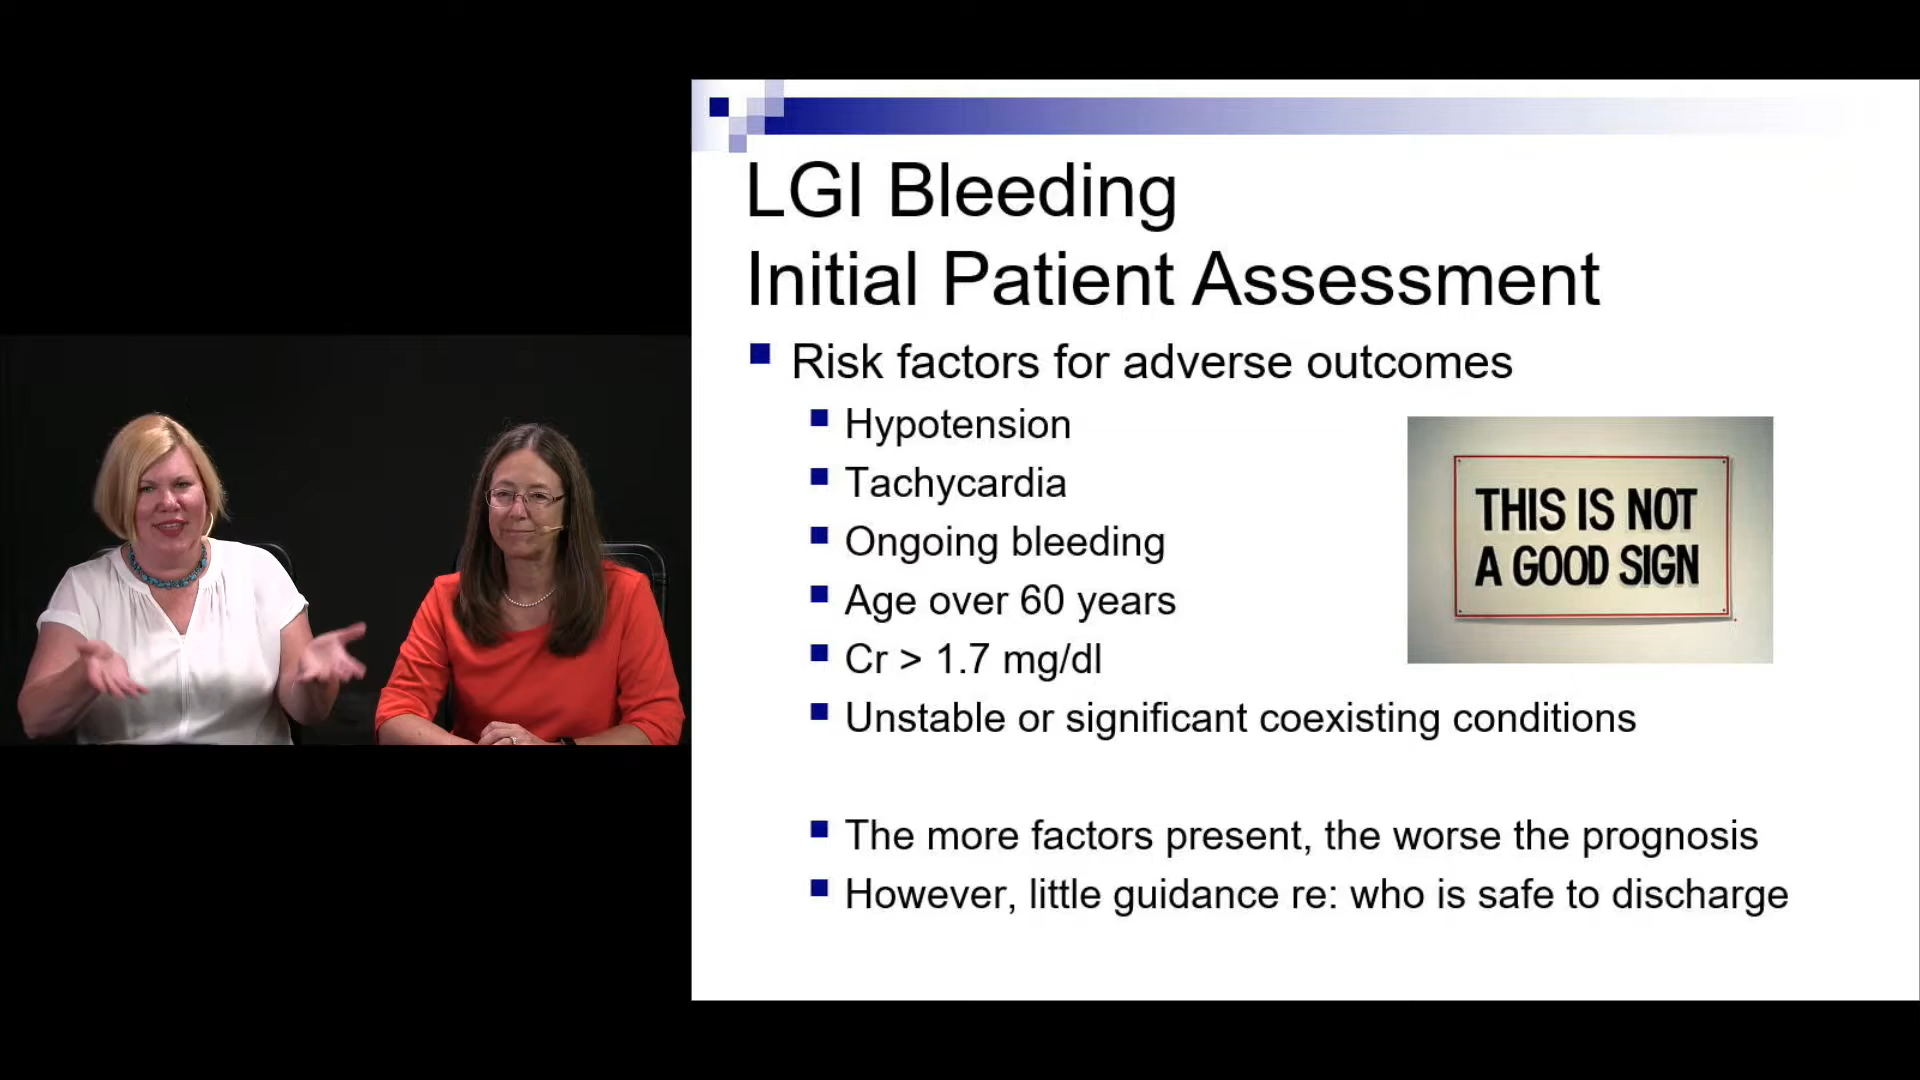 LGI Bleeding
Initial Patient Assessment
Risk factors for adverse outcomes
Hypotension
Tachycardia
Ongoing bleeding
Age over 60 years
Cr > 1.7 mg/dl
Unstable or significant coexisting conditions
THIS IS NOT
A GOOD SIGN
The more factors present, the worse the prognosis
However, little guidance re: who is safe to discharge